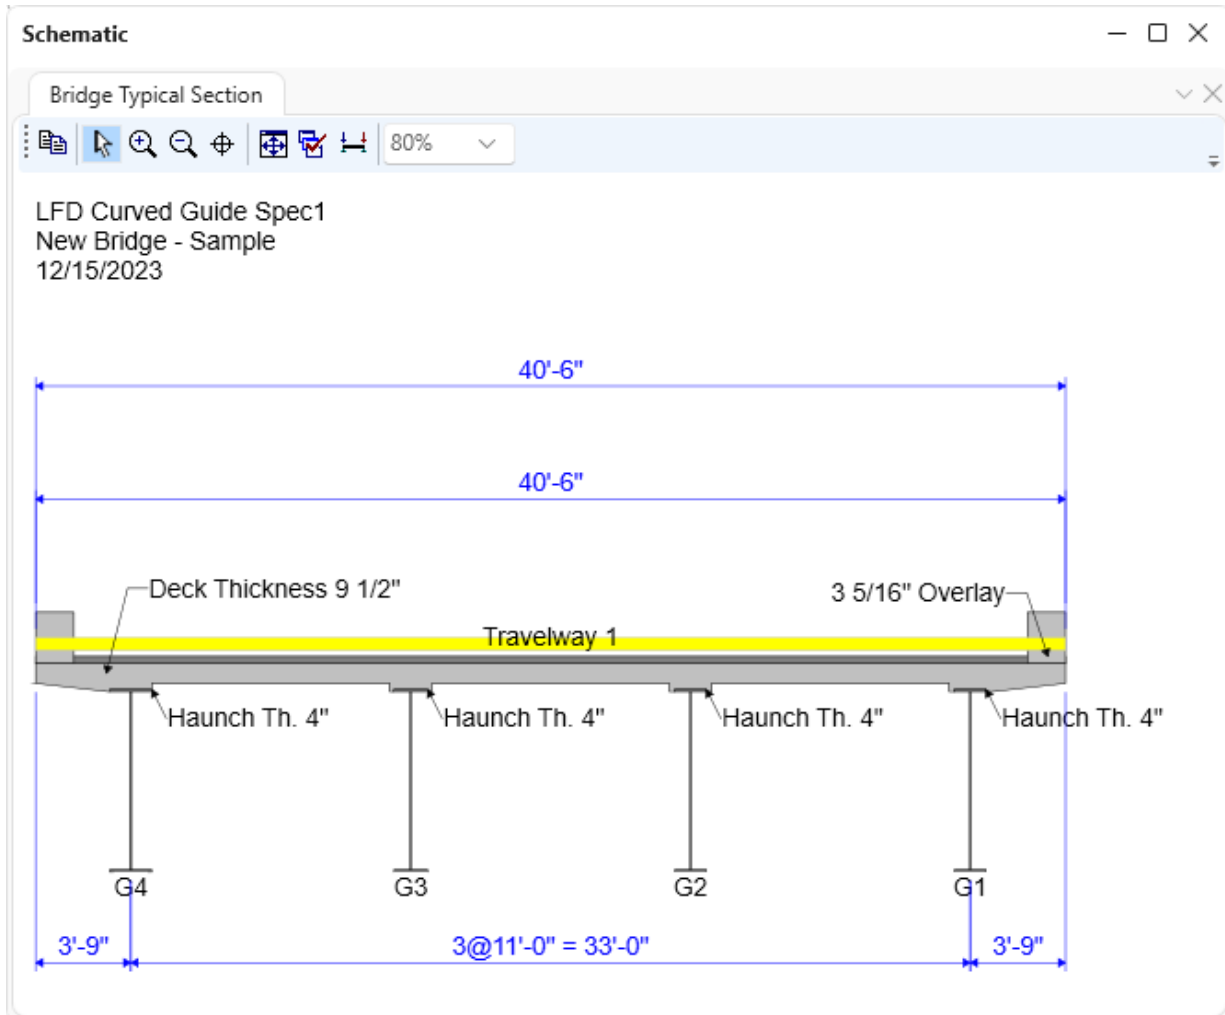 Schematic
Bridge Typical Section
80%
LFD Curved Guide Spec1
New Bridge - Sample
12/15/2023
40'-6"
40'-6"
Deck Thickness 9 1/2"
3 5/16" Overlay
Travelway 1
Haunch Th. 4"
Haunch Th. 4"
Haunch Th. 4"
Haunch Th. 4"
G4
G3
G2
G1
3'-9"
3@11'-0" = 33'-0"
3'-9"